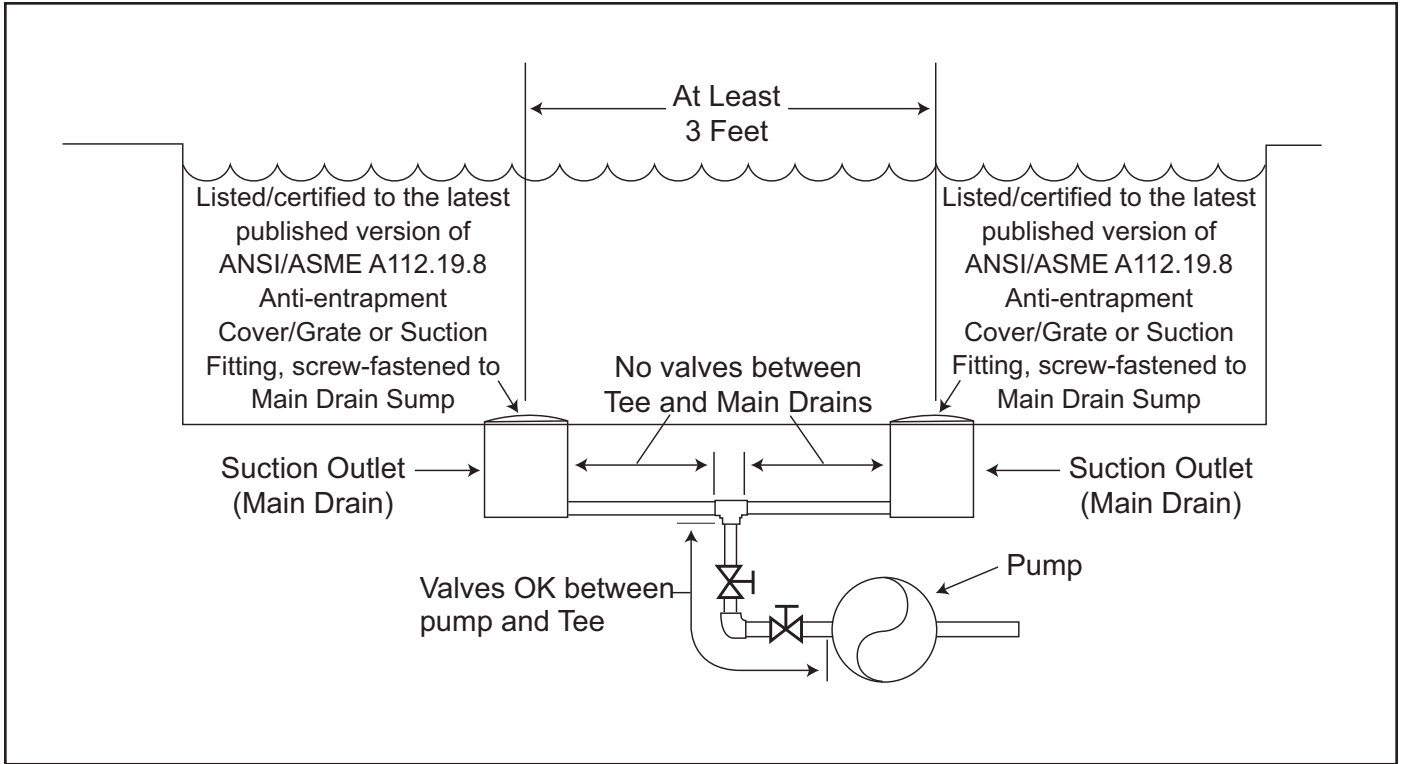 At Least
3 Feet
Listed/certified to the latest
published version of
ANSI/ASME A112.19.8
Anti-entrapment
Cover/Grate or Suction
Fitting, screw-fastened to
Main Drain Sump
Listed/certified to the latest
published version of
ANSI/ASME A112.19.8
Anti-entrapment
Cover/Grate or Suction
Fitting, screw-fastened to
Main Drain Sump
No valves between
Tee and Main Drains
Suction Outlet
(Main Drain)
Suction Outlet
(Main Drain)
Valves OK between
pump and Tee
Pump